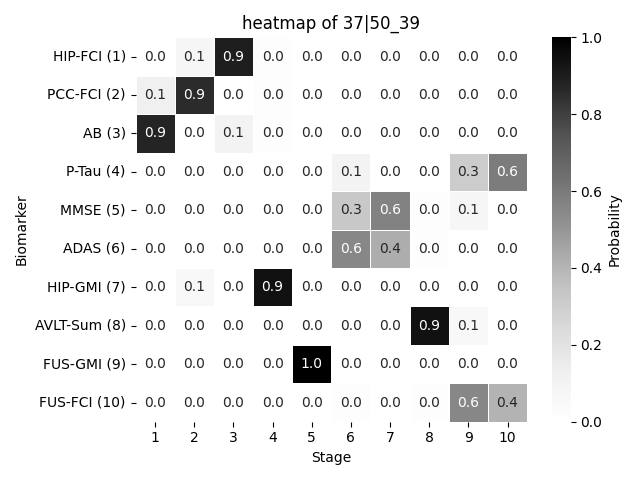 heatmap of 37|50_39
HIP-FCI (1) 0.0 0.1 0.9 0.0 0.0 0.0 0.0 0.0 0.0 0.0
PCC-FCI (2) 0.1 0.9 0.0 0.0 0.0 0.0 0.0 0.0 0.0 0.0
AB (3) 0.9 0.0 0.1 0.0 0.0 0.0 0.0 0.0 0.0 0.0
P-Tau (4) 0.0 0.0 0.0 0.0 0.0 0.1 0.0 0.0 0.3 0.6
MMSE (5) 0.0 0.0 0.0 0.0 0.0 0.3 0.6 0.0 0.1 0.0
ADAS (6) 0.0 0.0 0.0 0.0 0.0 0.6 0.4 0.0 0.0 0.0
HIP-GMI (7) 0.0 0.1 0.0 0.9 0.0 0.0 0.0 0.0 0.0 0.0
AVLT-Sum (8) 0.0 0.0 0.0 0.0 0.0 0.0 0.0 0.9 0.1 0.0
FUS-GMI (9) 0.0 0.0 0.0 0.0 1.0 0.0 0.0 0.0 0.0 0.0
FUS-FCI (10) 0.0 0.0 0.0 0.0 0.0 0.0 0.0 0.0 0.6 0.4
1 2 3 4 5 6 7 8 9 10
Stage
Biomarker
1.0
0.8
0.6
0.4
0.2
0.0
Probability